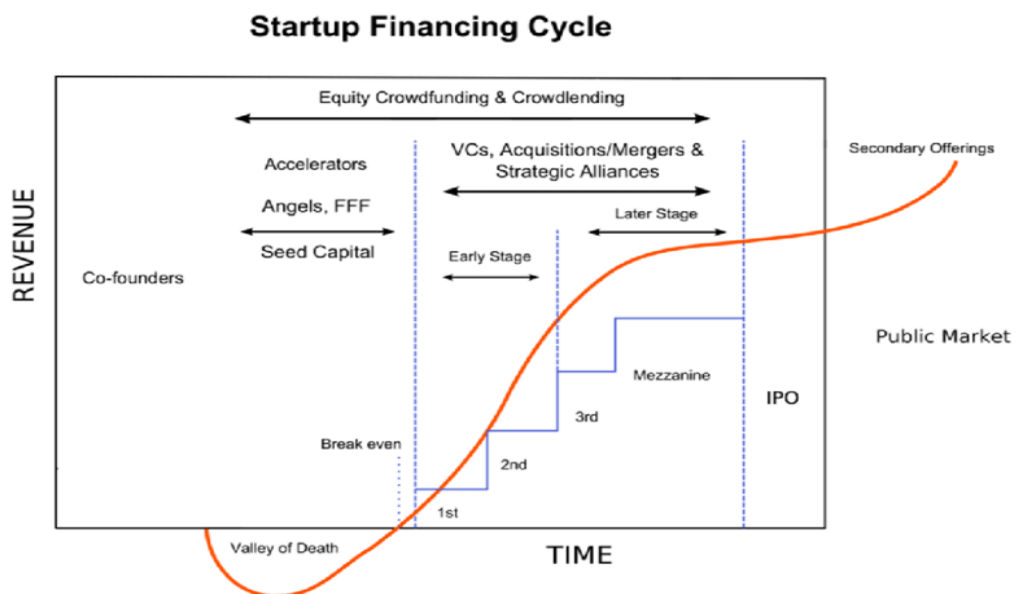 Startup Financing Cycle
Equity Crowdfunding & Crowdlending
Accelerators
VCs, Acquisitions/Mergers &
Strategic Alliances
Secondary Offerings
Angels, FFF
Later Stage
Seed Capital
Early Stage
Co-founders
REVENUE
Public Market
Mezzanine
IPO
3rd
Break even
2nd
1st
Valley of Death
TIME